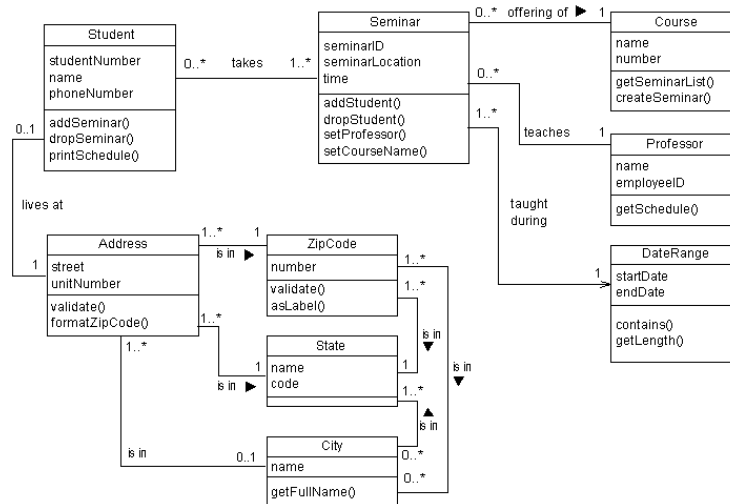 Student
studentNumber
name
phoneNumber
addSeminar()
dropSeminar()
printSchedule()
0..* takes 1..*
Seminar
seminarID
seminarLocation
time
addStudent()
dropStudent()
setProfessor()
setCourseName()
0..* offering of 1
Course
name
number
getSeminarList()
createSeminar()
0..*
teaches 1
Professor
name
employeeID
getSchedule()
1..*
taught
during
1
DateRange
startDate
endDate
contains()
getLength()
0..1
lives at
1
Address
street
unitNumber
validate()
formatZipCode()
1..* is in 1
ZipCode
number
validate()
asLabel()
1..* is in 1
State
name
code
1..*
is in
1
1..*
is in
0..*
1..*
is in
0..*
1..*
is in 0..1
City
name
getFullName()